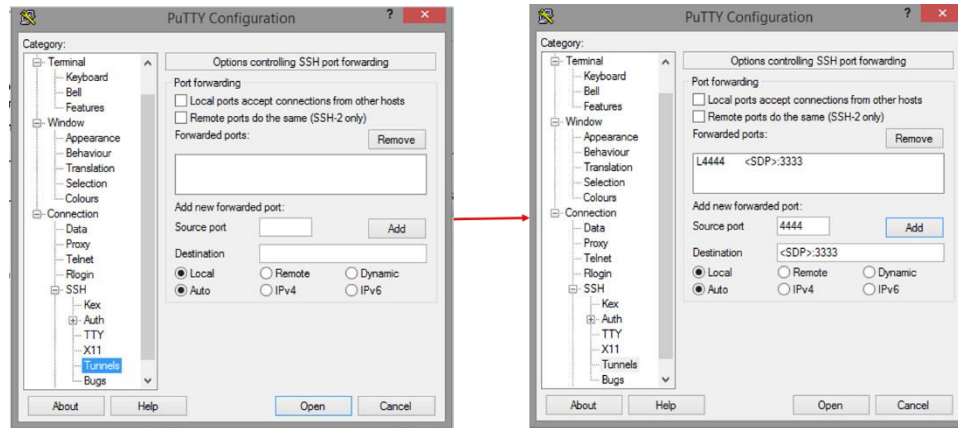 PuTTY Configuration ? ×
Category:
Terminal
Keyboard
Bell
Features
Window
Appearance
Behaviour
Translation
Selection
Colours
Connection
Data
Proxy
Telnet
Rlogin
SSH
Kex
Auth
TTY
X11
Tunnels
Bugs
Options controlling SSH port forwarding
Port forwarding
Local ports accept connections from other hosts
Remote ports do the same (SSH-2 only)
Forwarded ports: Remove
Add new forwarded port:
Source port Add
Destination
Local Remote Dynamic
Auto IPv4 IPv6
About Help Open Cancel
PuTTY Configuration ? ×
Category:
Terminal
Keyboard
Bell
Features
Window
Appearance
Behaviour
Translation
Selection
Colours
Connection
Data
Proxy
Telnet
Rlogin
SSH
Kex
Auth
TTY
X11
Tunnels
Bugs
Options controlling SSH port forwarding
Port forwarding
Local ports accept connections from other hosts
Remote ports do the same (SSH-2 only)
Forwarded ports: Remove
L4444 <SDP>:3333
Add new forwarded port:
Source port 4444 Add
Destination <SDP>:3333
Local Remote Dynamic
Auto IPv4 IPv6
About Help Open Cancel